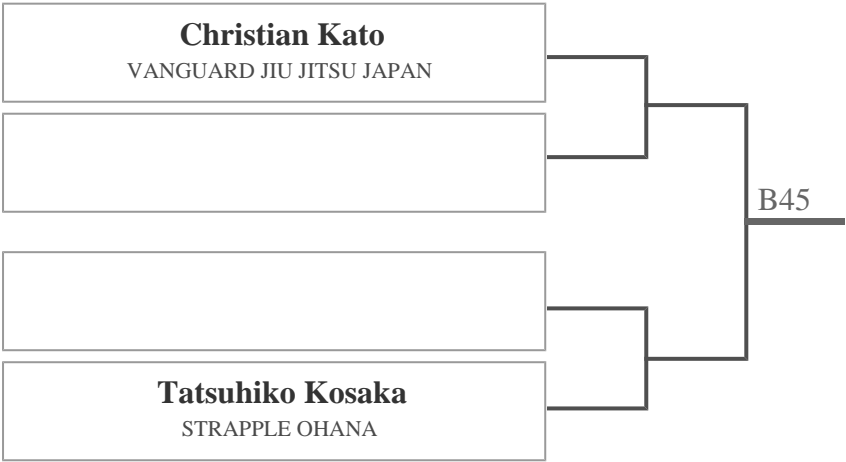 Christian Kato
VANGUARD JIU JITSU JAPAN
B45
Tatsuhiko Kosaka
STRAPPLE OHANA